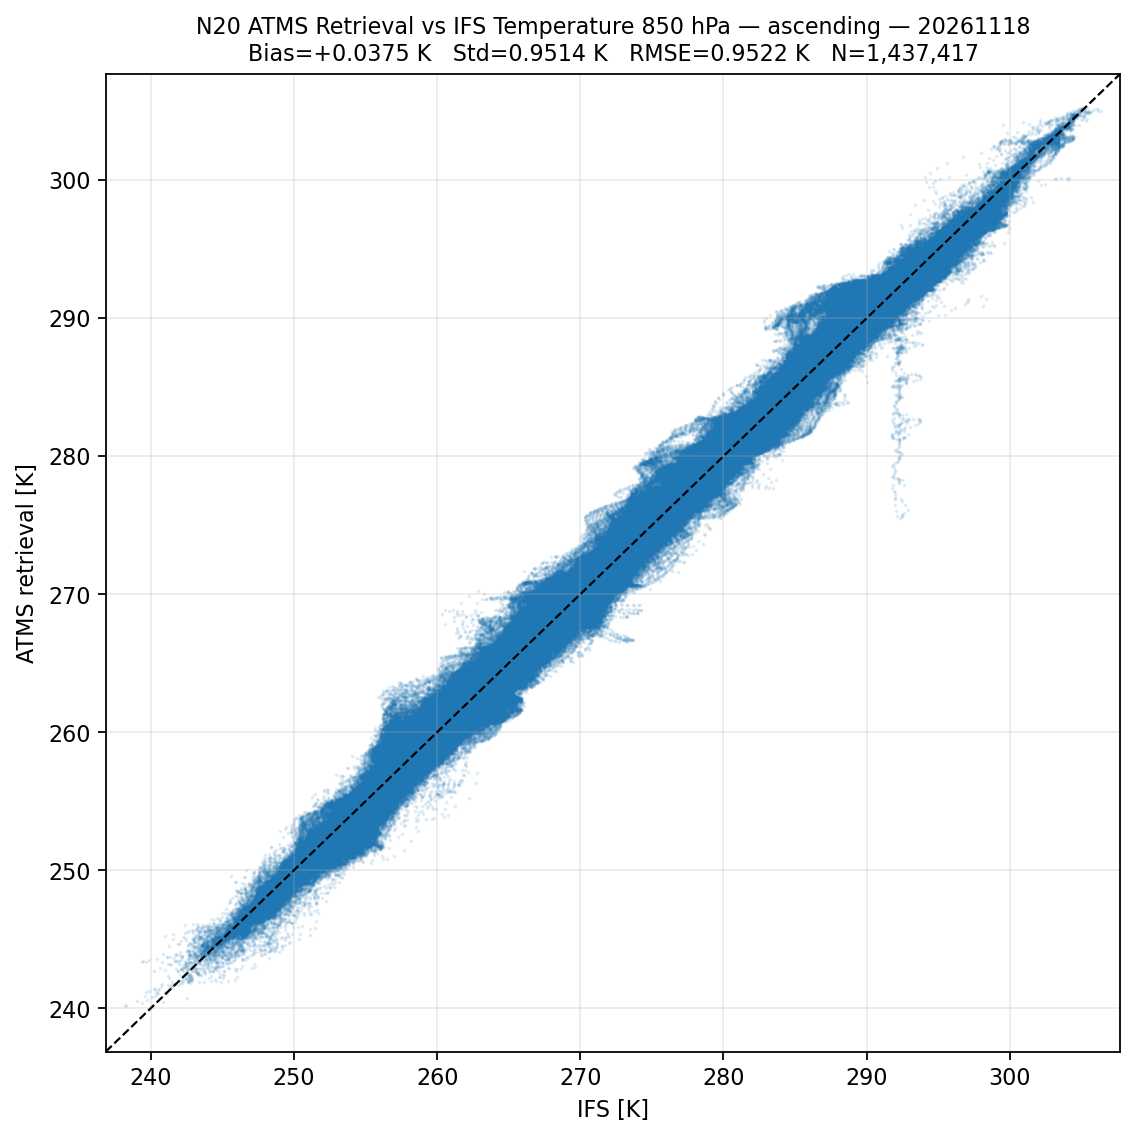 N20 ATMS Retrieval vs IFS Temperature 850 hPa — ascending — 20261118
Bias=+0.0375 K   Std=0.9514 K   RMSE=0.9522 K   N=1,437,417
300
290
280
270
260
250
240
ATMS retrieval [K]
240 250 260 270 280 290 300
IFS [K]